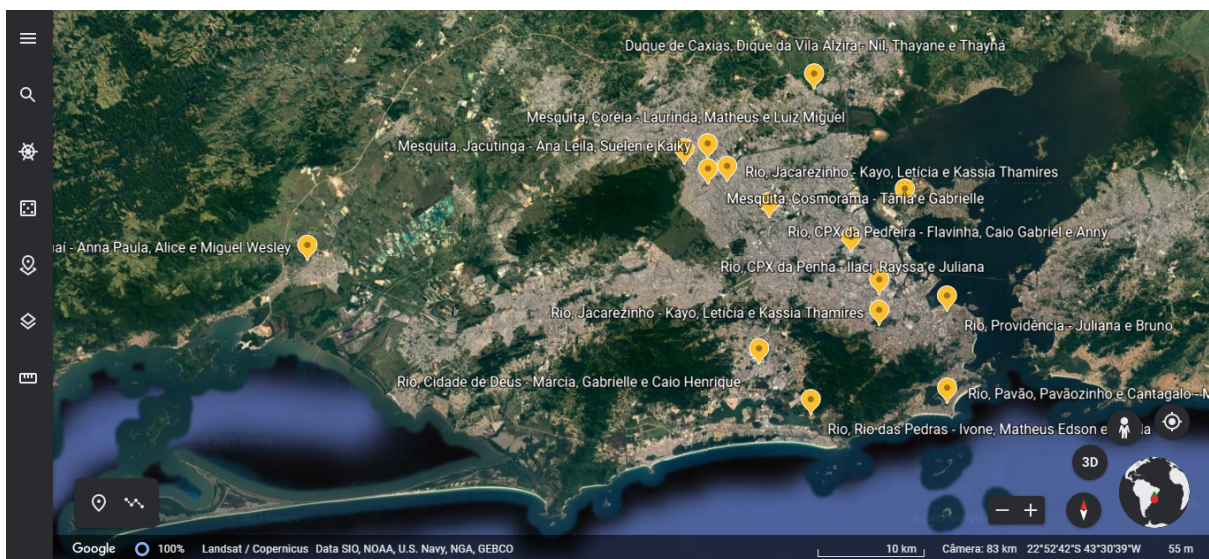 Duque de Caxias, Dique da Vila Alzira - Nil, Thayane e Thayná
Mesquita, Coréia - Laurinda, Matheus e Luiz Miguel
Mesquita, Jacutinga - Ana Leila, Suelen e Kaiky
Rio, Jacarezinho - Kayo, Letícia e Kassia Thamires
Mesquita, Cosmorama - Tânia e Gabrielle
Rio, CPX da Pedreira - Flavinha, Caio Gabriel e Anny
aí - Anna Paula, Alice e Miguel Wesley
Rio, CPX da Penha - Ilaci, Rayssa e Juliana
Rio, Jacarezinho - Kayo, Letícia e Kassia Thamires
Rio, Providência - Juliana e Bruno
Rio, Cidade de Deus - Márcia, Gabrielle e Caio Henrique
Rio, Pavão, Pavãozinho e Cantagalo - M
Rio, Rio das Pedras - Ivone, Matheus Edson e la
3D
Google 100% Landsat / Copernicus Data SIO, NOAA, U.S. Navy, NGA, GEBCO 10 km Câmera: 83 km 22°52'42"S 43°30'39"W 55 m